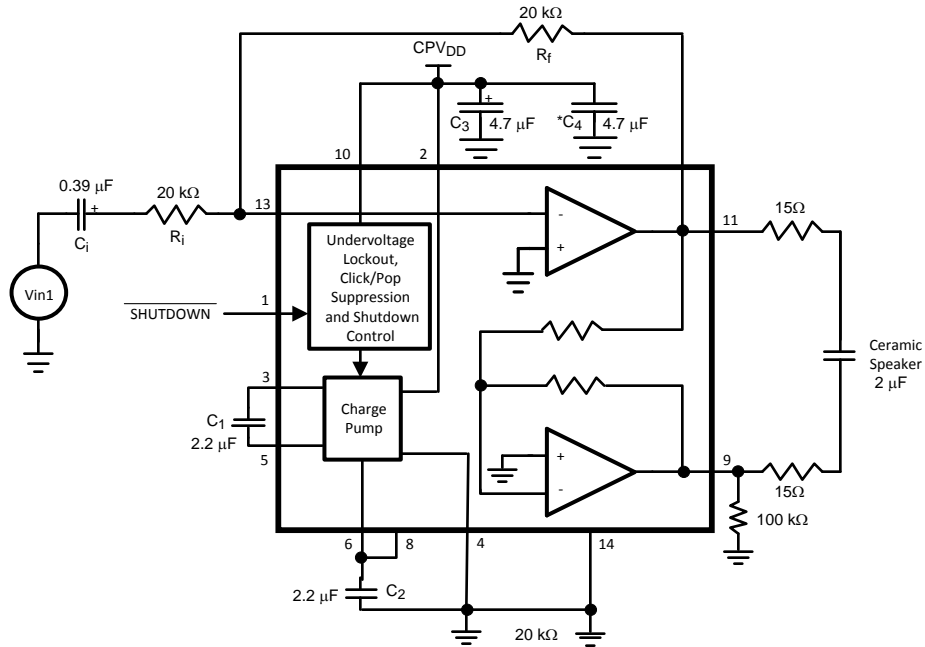 20 kΩ
Rf
CPVDD
+
C3
4.7 μF
*C4
4.7 μF
10
2
0.39 μF
+
Ci
20 kΩ
Ri
13
-
+
11
15Ω
Vin1
Undervoltage
Lockout,
Click/Pop
Suppression
and Shutdown
Control
1
SHUTDOWN
Ceramic
Speaker
2 μF
3
C1
2.2 μF
5
Charge
Pump
+
-
9
15Ω
100 kΩ
6
8
4
14
2.2 μF
C2
20 kΩ